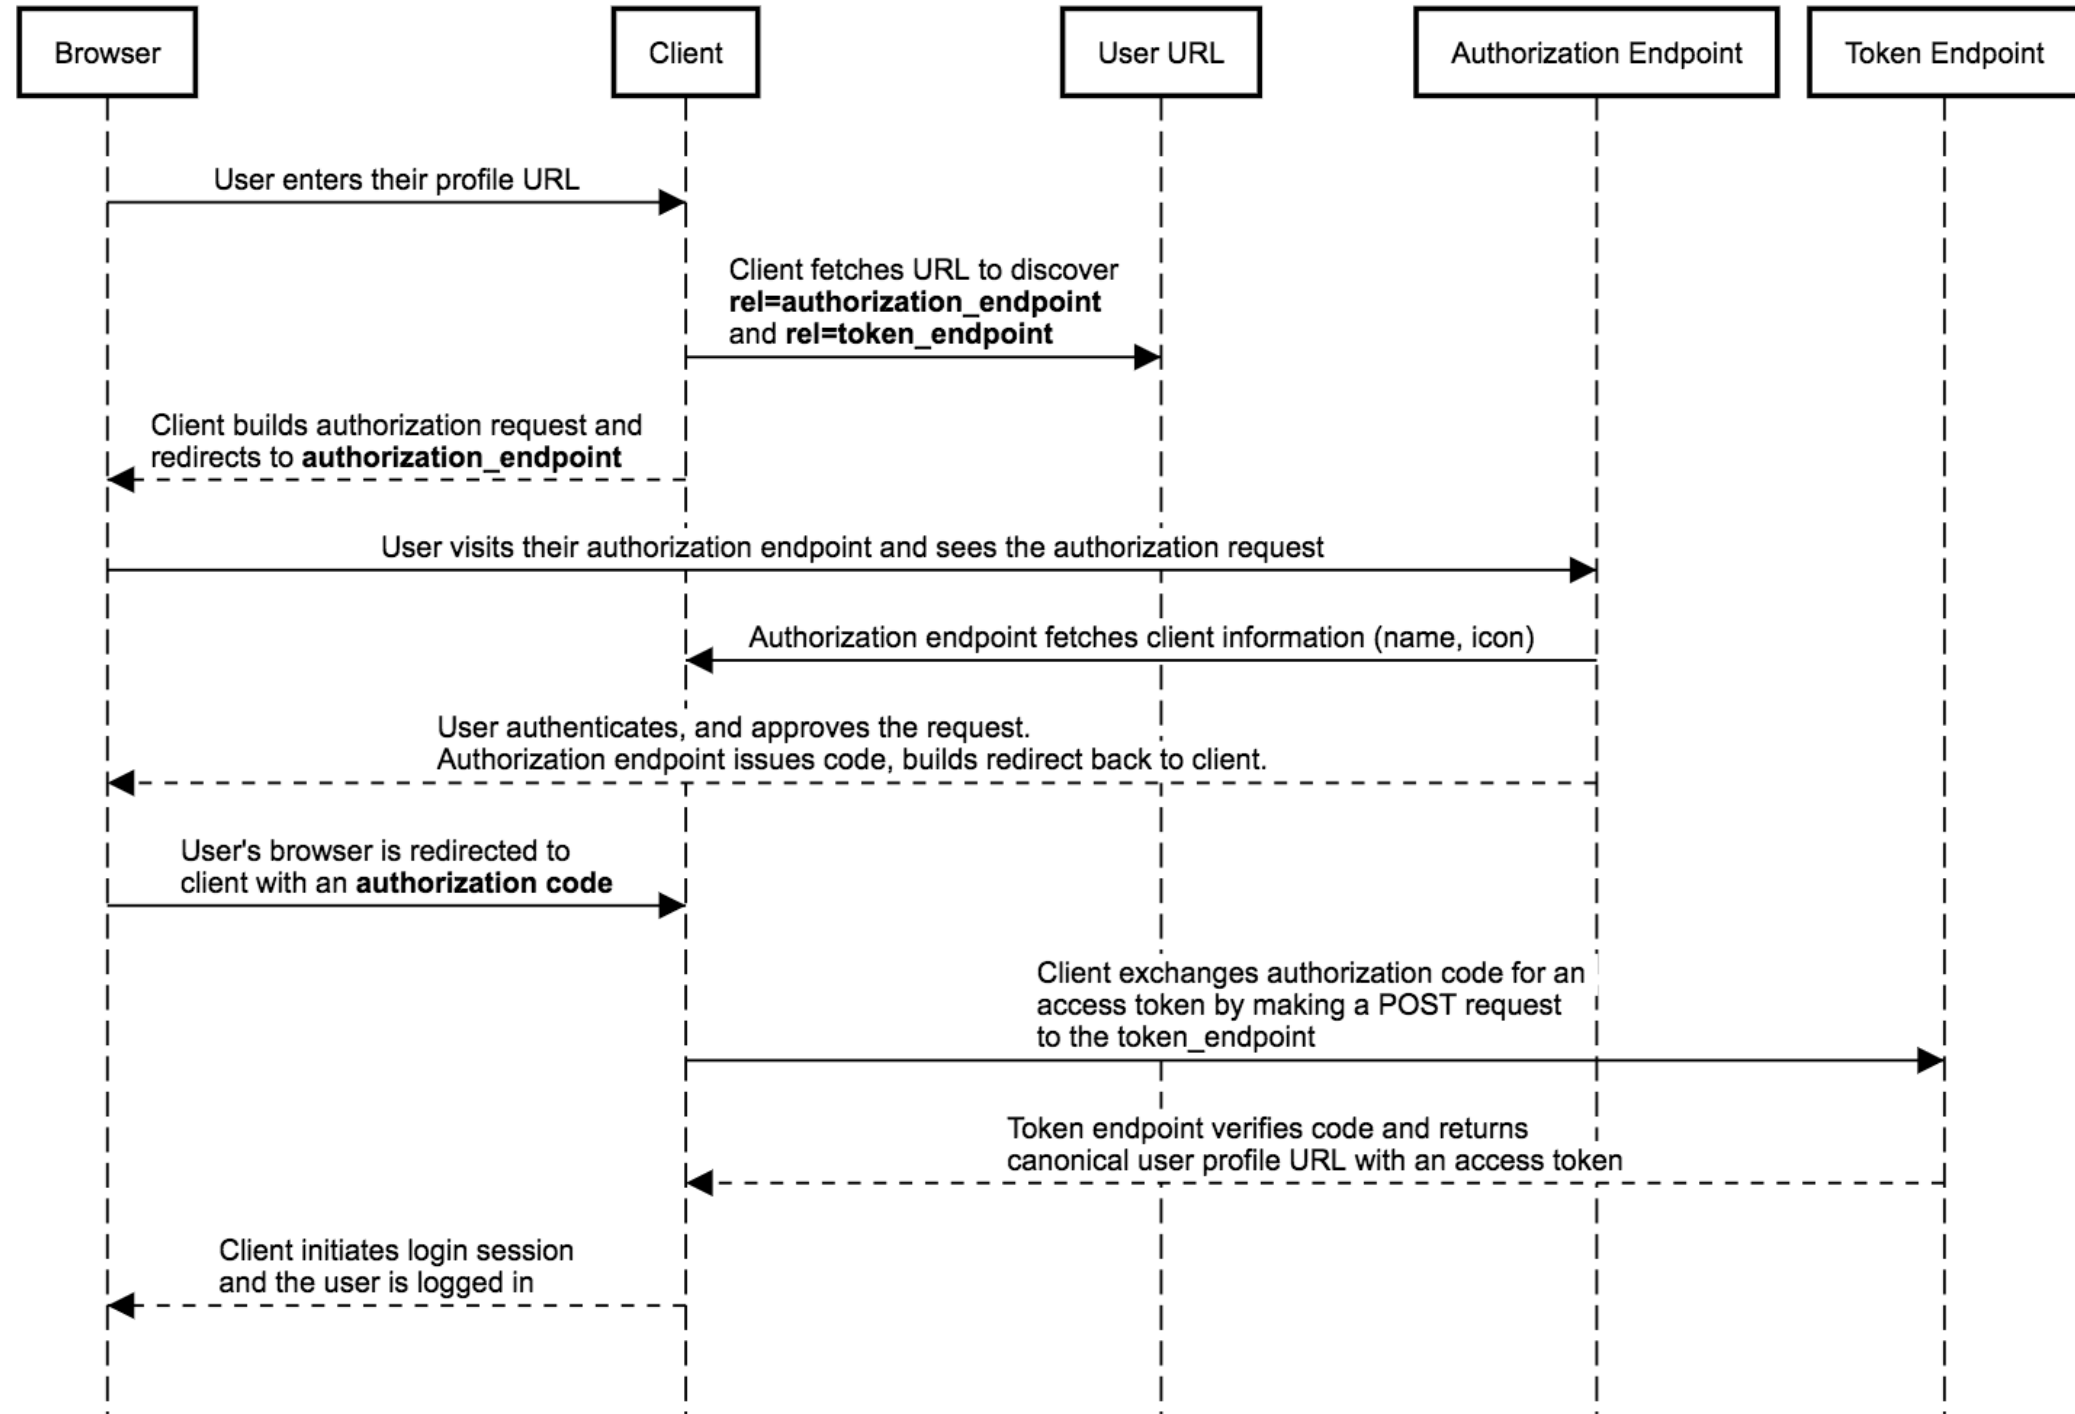 Browser
Client
User URL
Authorization Endpoint
Token Endpoint
User enters their profile URL
Client fetches URL to discover
rel=authorization_endpoint
and rel=token_endpoint
Client builds authorization request and
redirects to authorization_endpoint
User visits their authorization endpoint and sees the authorization request
Authorization endpoint fetches client information (name, icon)
User authenticates, and approves the request.
Authorization endpoint issues code, builds redirect back to client.
User's browser is redirected to
client with an authorization code
Client exchanges authorization code for an
access token by making a POST request
to the token_endpoint
Token endpoint verifies code and returns
canonical user profile URL with an access token
Client initiates login session
and the user is logged in